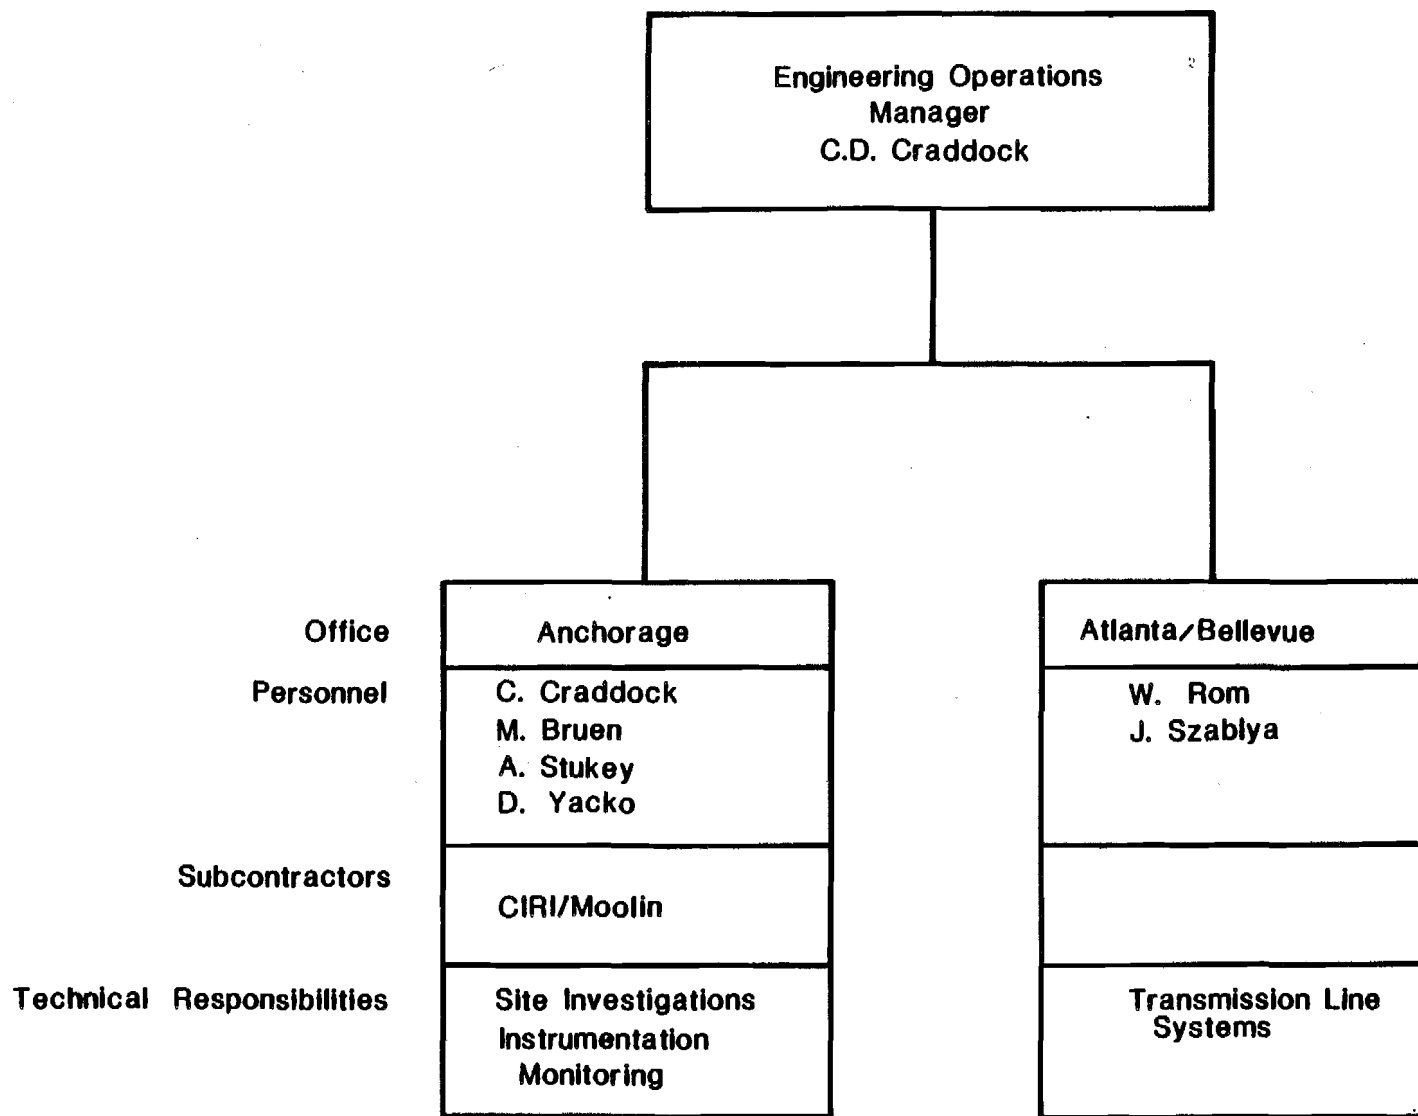 Engineering Operations
Manager
C.D. Craddock
Office
Anchorage
Atlanta/Bellevue
Personnel
C. Craddock
M. Bruen
A. Stukey
D. Yacko
W. Rom
J. Szablya
Subcontractors
CIRI/Moolin
Technical Responsibilities
Site Investigations
Instrumentation
Monitoring
Transmission Line
Systems